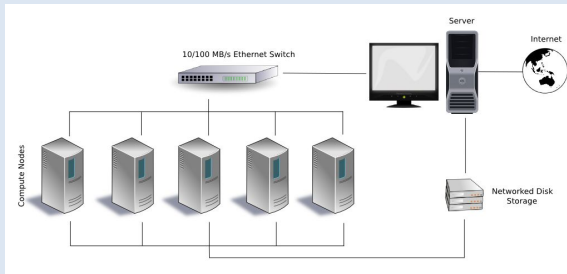 Server
Internet
10/100 MB/s Ethernet Switch
Compute Nodes
Networked Disk
Storage